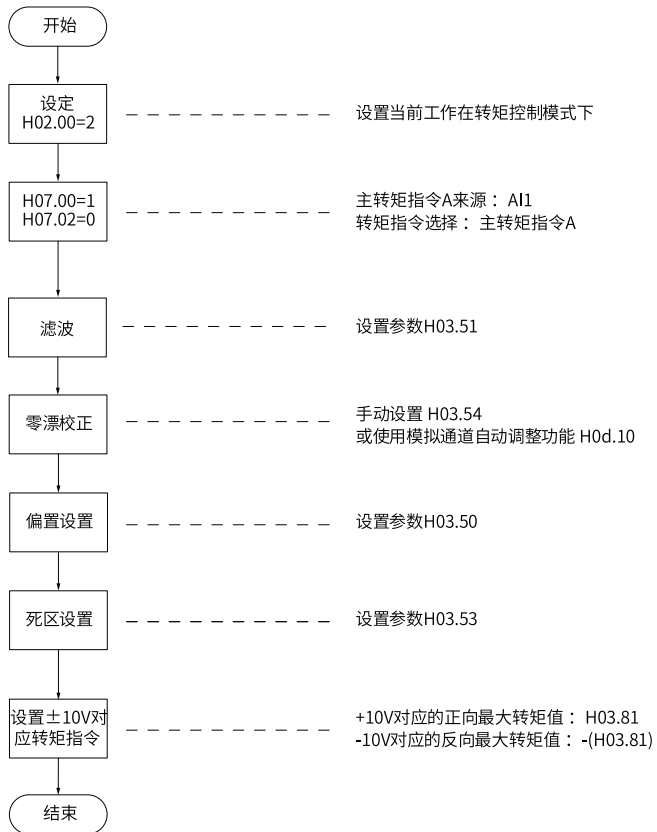 开始
设定
H02.00=2
设置当前工作在转矩控制模式下
H07.00=1
H07.02=0
主转矩指令A来源：AI1
转矩指令选择：主转矩指令A
滤波
设置参数H03.51
零漂校正
手动设置 H03.54
或使用模拟通道自动调整功能 H0d.10
偏置设置
设置参数H03.50
死区设置
设置参数H03.53
设置±10V对
应转矩指令
+10V对应的正向最大转矩值：H03.81
-10V对应的反向最大转矩值：-(H03.81)
结束